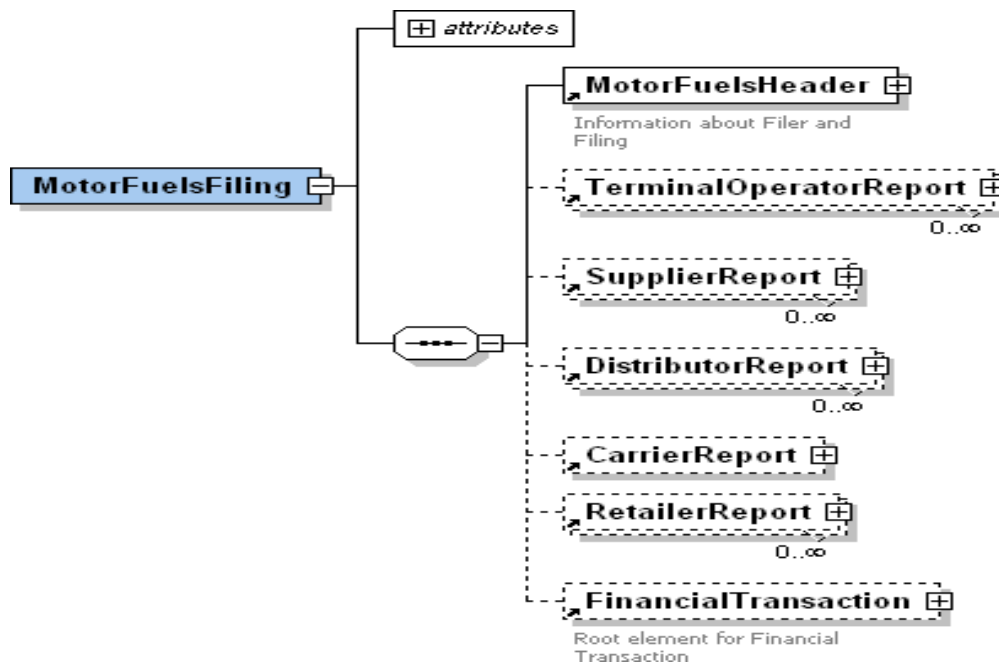 attributes
MotorFuelsHeader
Information about Filer and
Filing
MotorFuelsFiling
TerminalOperatorReport
0..∞
SupplierReport
0..∞
DistributorReport
0..∞
CarrierReport
RetailerReport
0..∞
FinancialTransaction
Root element for Financial
Transaction